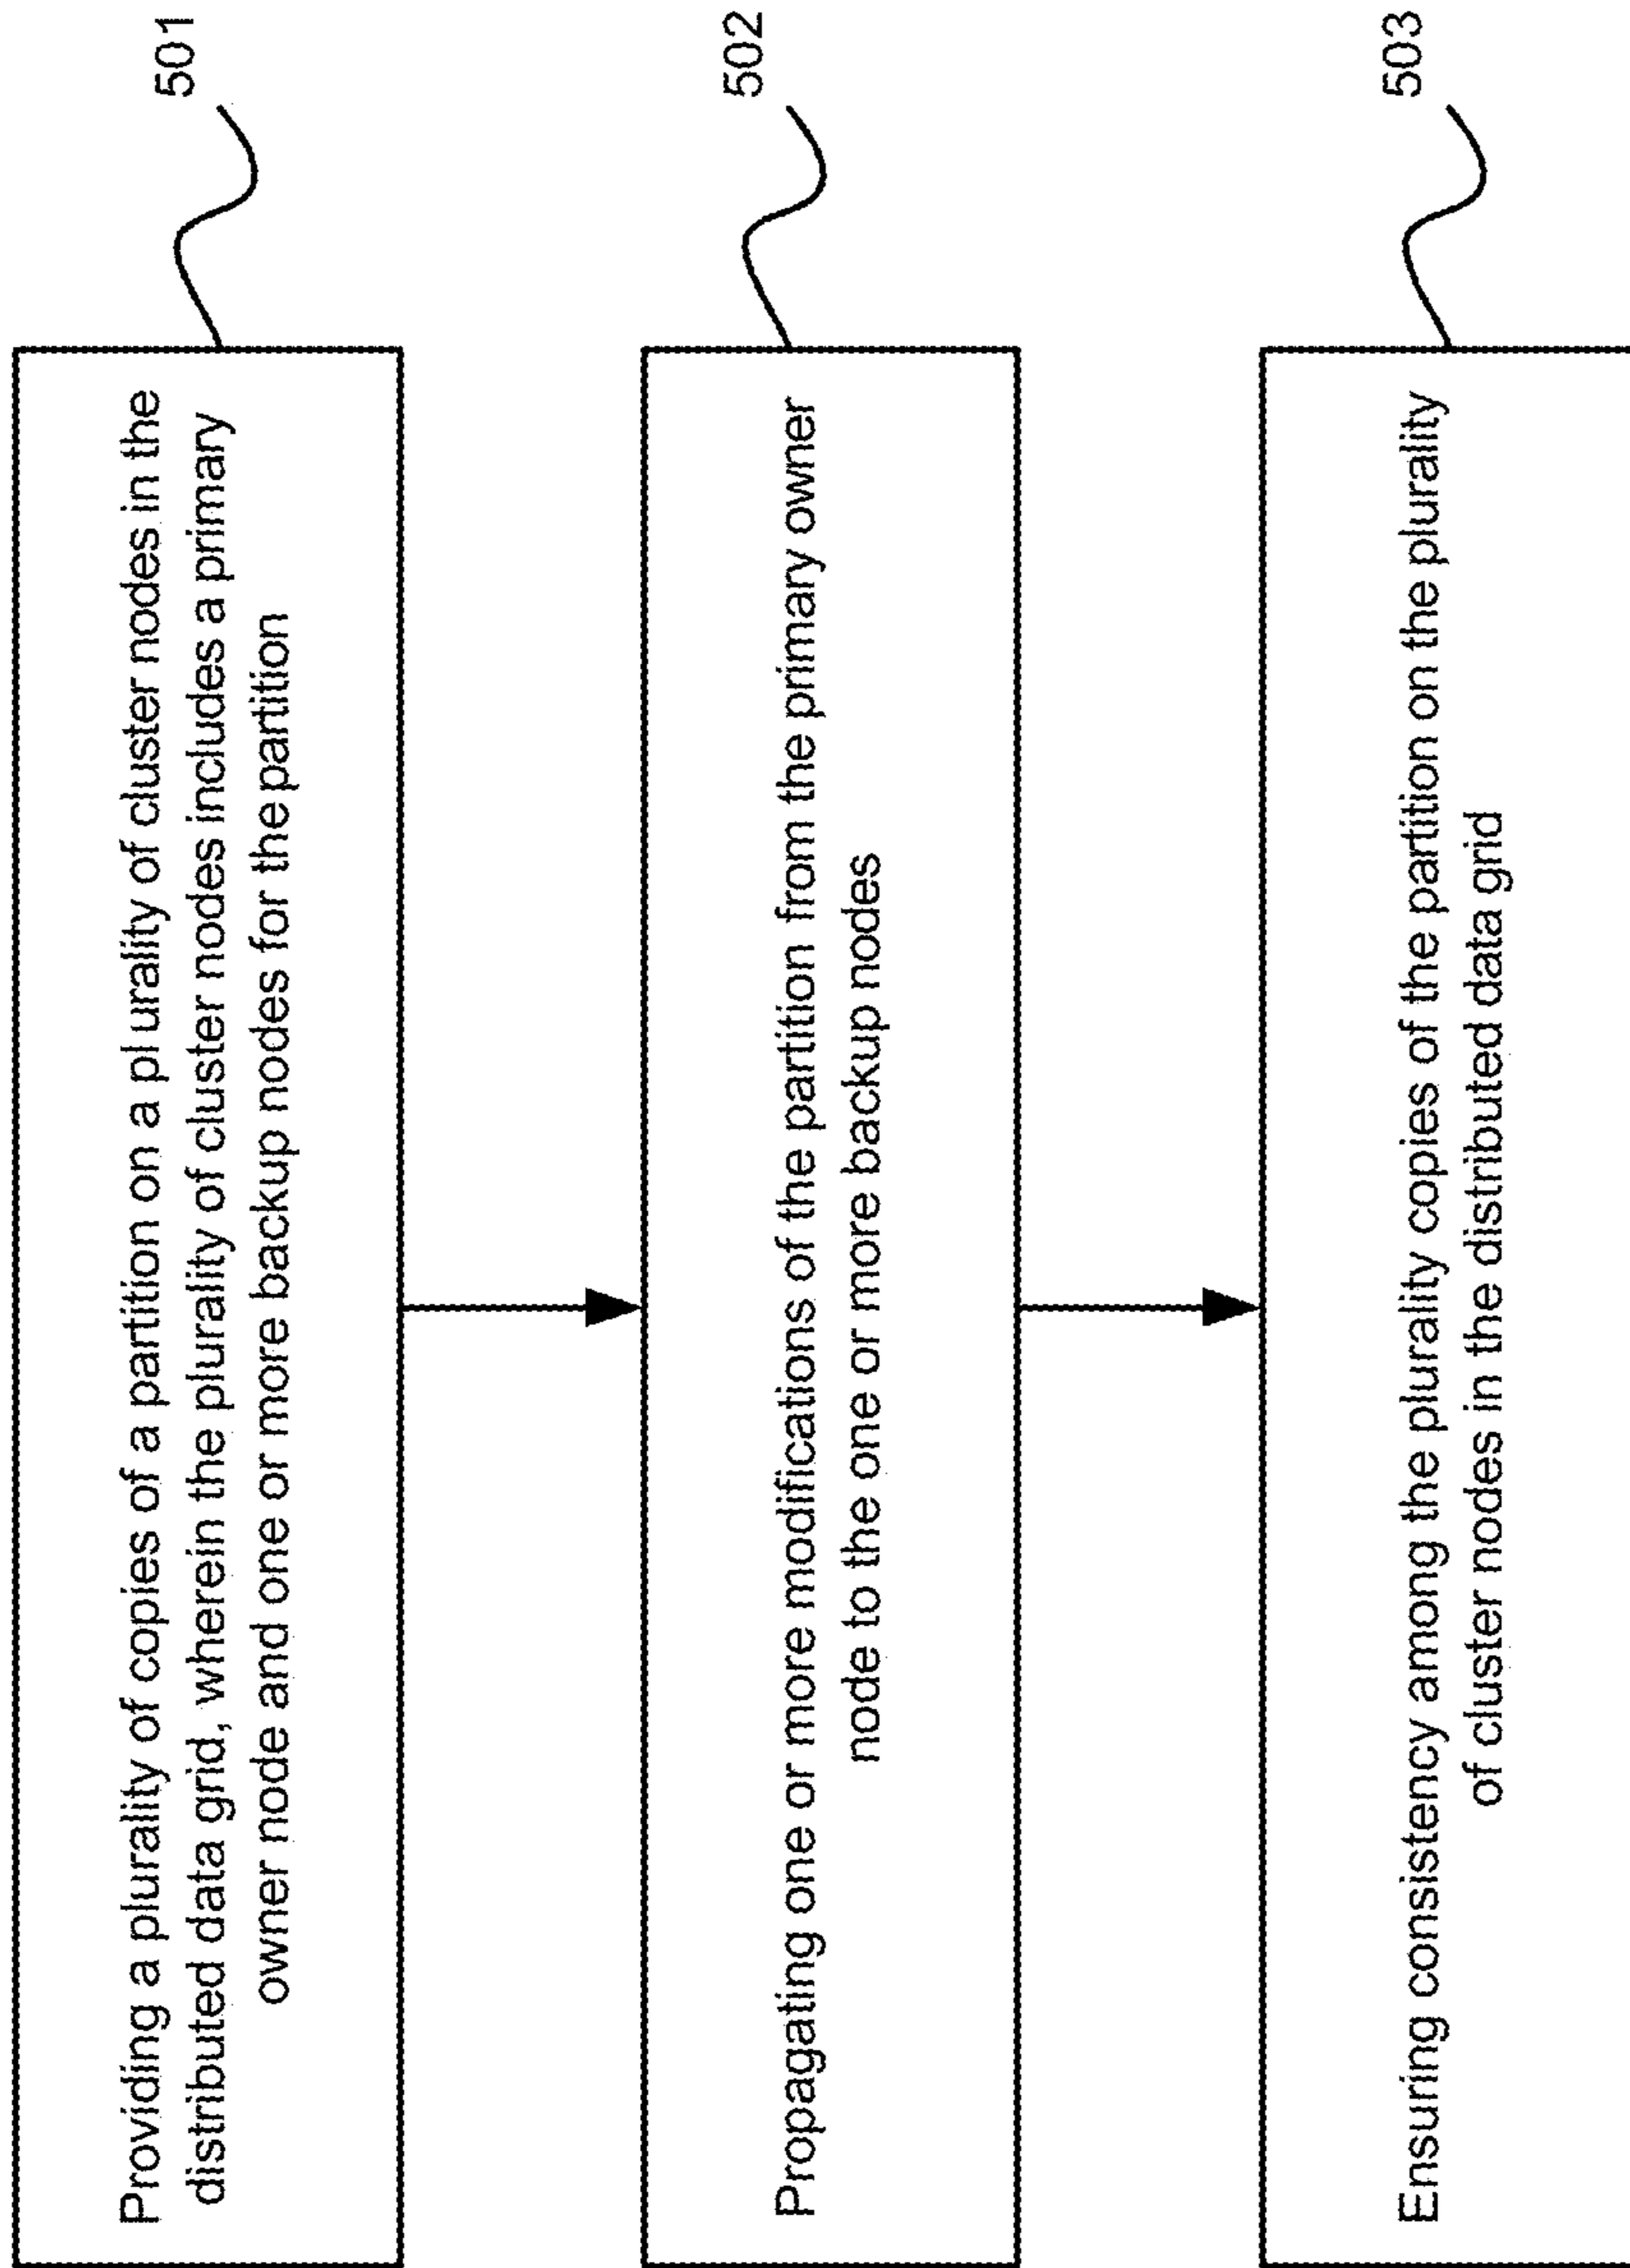 Providing a plurality of copies of a partition on a pl urality of cluster nodes in the
distributed data grid, wherein the plurality of cluster nodes includes a primary
owner node and one or more backup nodes for the partition
501
Propagating one or more modifications of the partition from the primary owner
node to the one or more backup nodes
502
Ensuring consistency among the plurality copies of the partition on the plurality
of cluster nodes in the distributed data grid
503